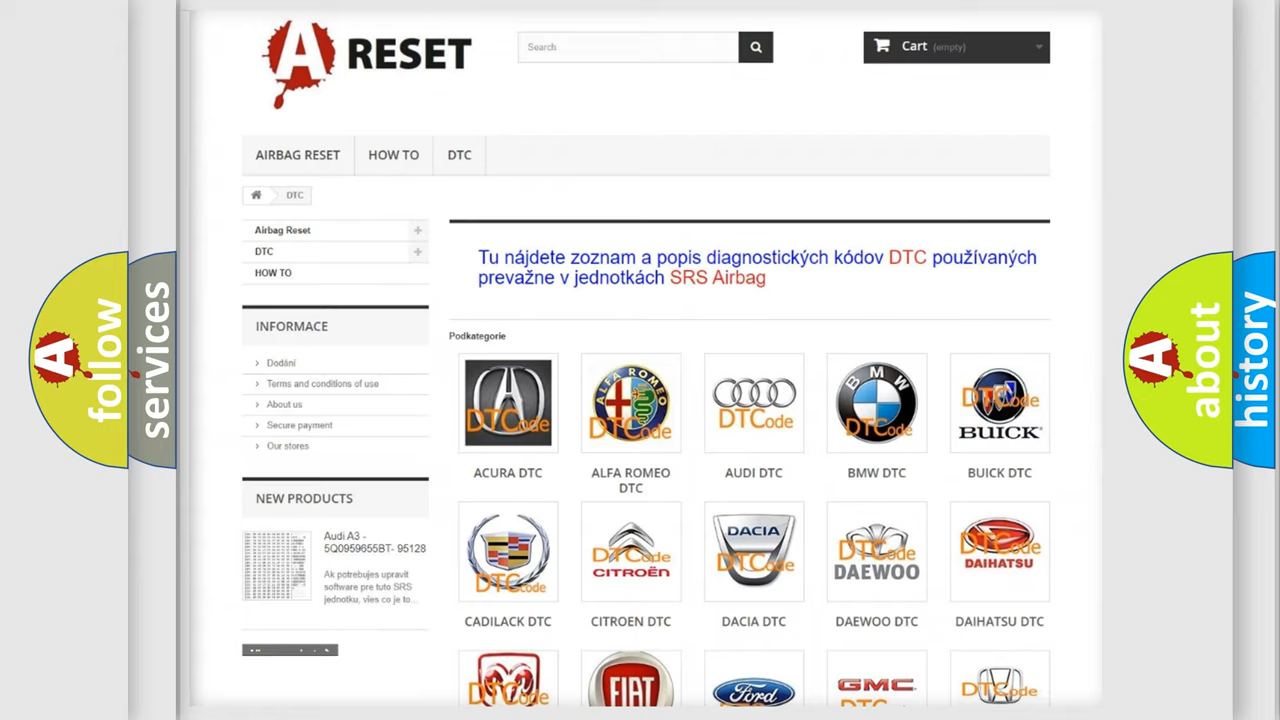 A RESET
Search
Cart (empty)
AIRBAG RESET
HOW TO
DTC
DTC
Airbag Reset
DTC
HOW TO
Tu nájdete zoznam a popis diagnostických kódov DTC používaných
prevažne v jednotkách SRS Airbag
INFORMACE
Dodání
Terms and conditions of use
About us
Secure payment
Our stores
NEW PRODUCTS
Audi A3 -
5Q0959655BT- 95128
Ak potrebujes upravit
software pre tuto SRS
jednotku, vies co je to...
Podkategorie
DTCode
ALFA ROMEO
DTCode
DTCode
BMW
DTCode
DTCode
BUICK
ACURA DTC
ALFA ROMEO
DTC
AUDI DTC
BMW DTC
BUICK DTC
DTCode
DTCode
CITROËN
DACIA
DTCode
DTCode
DAEWOO
DTCode
DAIHATSU
CADILACK DTC
CITROEN DTC
DACIA DTC
DAEWOO DTC
DAIHATSU DTC
DTCode
FIAT
Ford
GMC
DTCode
A follow
services
A about
history